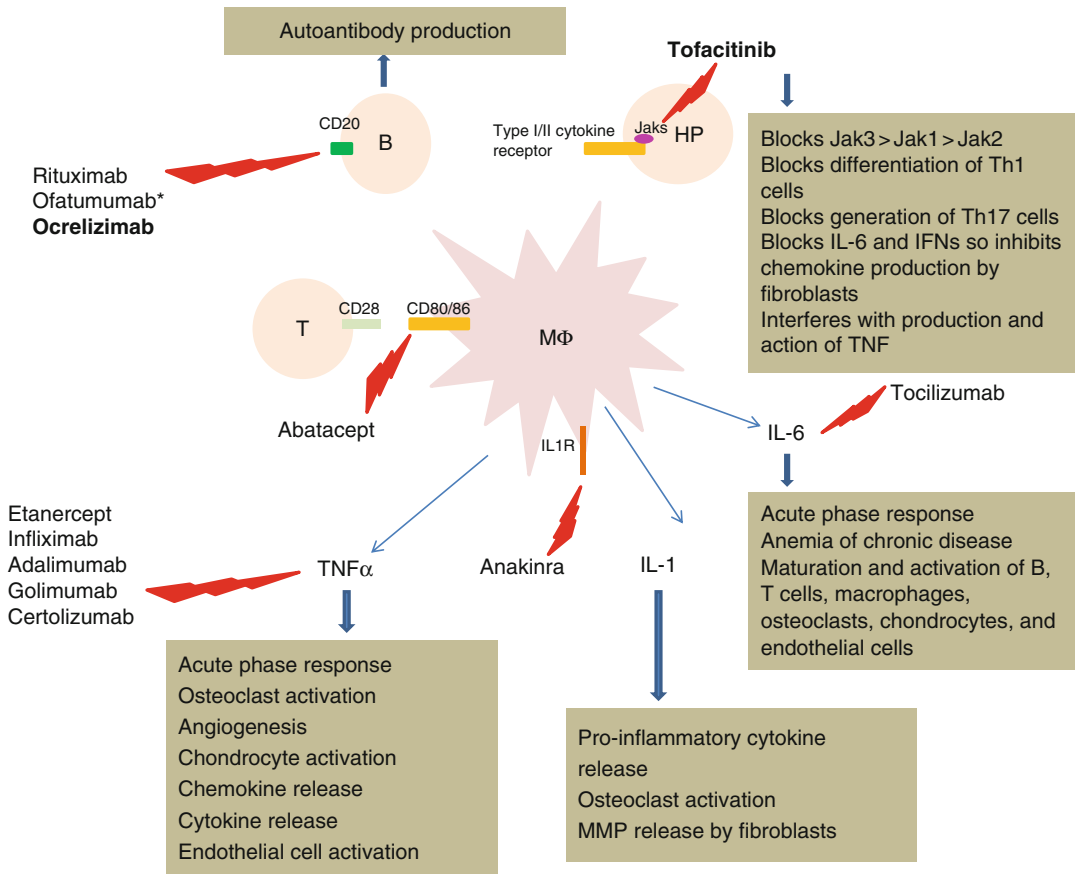 Autoantibody production
Tofacitinib
CD20
B
Type I/II cytokine
receptor
Jaks
HP
Rituximab
Ofatumumab*
Ocrelizimab
Blocks Jak3 > Jak1 > Jak2
Blocks differentiation of Th1
cells
Blocks generation of Th17 cells
Blocks IL-6 and IFNs so inhibits
chemokine production by
fibroblasts
Interferes with production and
action of TNF
T
CD28
CD80/86
MΦ
Abatacept
Tocilizumab
IL-6
IL1R
Etanercept
Infliximab
Adalimumab
Golimumab
Certolizumab
TNFα
Anakinra
IL-1
Acute phase response
Anemia of chronic disease
Maturation and activation of B,
T cells, macrophages,
osteoclasts, chondrocytes, and
endothelial cells
Acute phase response
Osteoclast activation
Angiogenesis
Chondrocyte activation
Chemokine release
Cytokine release
Endothelial cell activation
Pro-inflammatory cytokine
release
Osteoclast activation
MMP release by fibroblasts